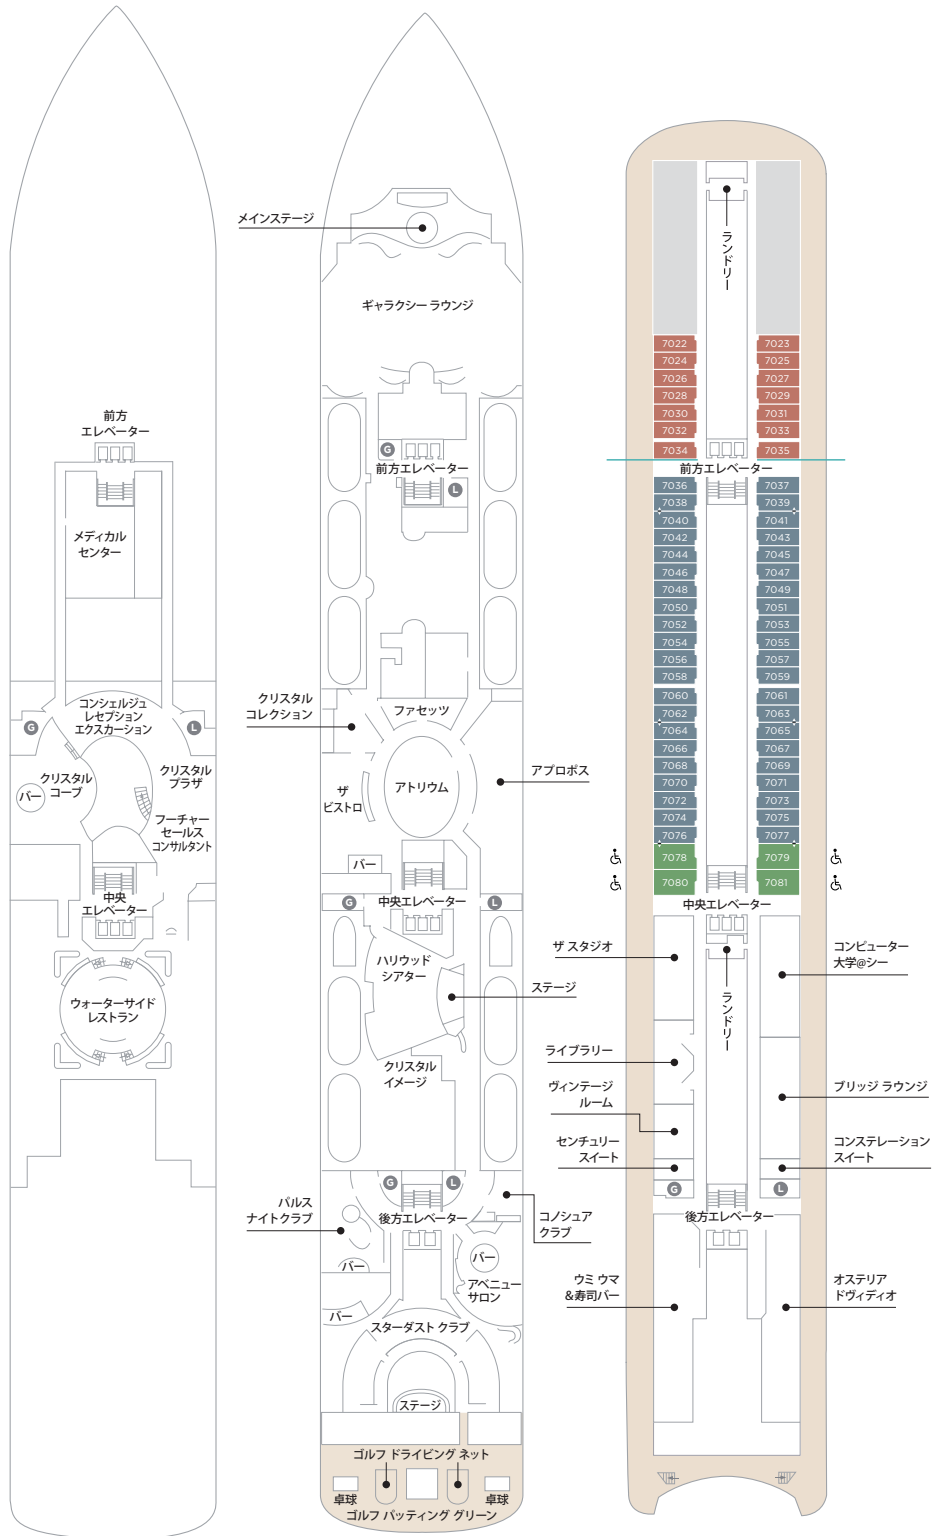 前方
エレベーター
メディカル
センター
コンシェルジュ
レセプション
エクスカーション
G
L
クリスタル
コーブ
バー
クリスタル
プラザ
フーチャー
セールス
コンサルタント
中央
エレベーター
ウォーターサイド
レストラン
メインステージ
ギャラクシー ラウンジ
G
前方エレベーター
L
クリスタル
コレクション
ファセッツ
アトリウム
ザ
ビストロ
アプロポス
バー
G
中央エレベーター
L
ハリウッド
シアター
ステージ
クリスタル
イメージ
G
L
後方エレベーター
パルス
ナイトクラブ
コノシュア
クラブ
バー
バー
アベニュー
サロン
バー
スターダスト クラブ
ステージ
ゴルフ ドライビング ネット
卓球
卓球
ゴルフ パッティング グリーン
ランドリー
7022 7023
7024 7025
7026 7027
7028 7029
7030 7031
7032 7033
7034 7035
前方エレベーター
7036 7037
7038 7039
7040 7041
7042 7043
7044 7045
7046 7047
7048 7049
7050 7051
7052 7053
7054 7055
7056 7057
7058 7059
7060 7061
7062 7063
7064 7065
7066 7067
7068 7069
7070 7071
7072 7073
7074 7075
7076 7077
7078 7079
7080 7081
中央エレベーター
ザ スタジオ
コンピューター
大学@シー
ランドリー
ライブラリー
ヴィンテージ
ルーム
ブリッジ ラウンジ
センチュリー
スイート
コンステレーション
スイート
G
L
後方エレベーター
ウミ ウマ
&寿司バー
オステリア
ドヴィディオ